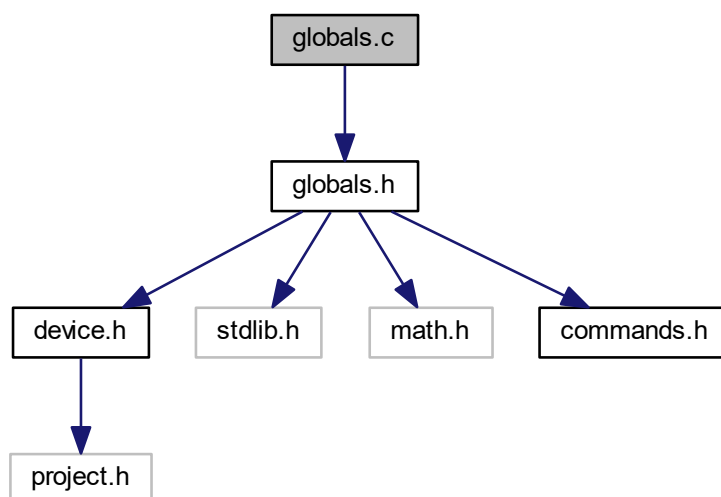 globals.c
globals.h
device.h
stdlib.h
math.h
commands.h
project.h